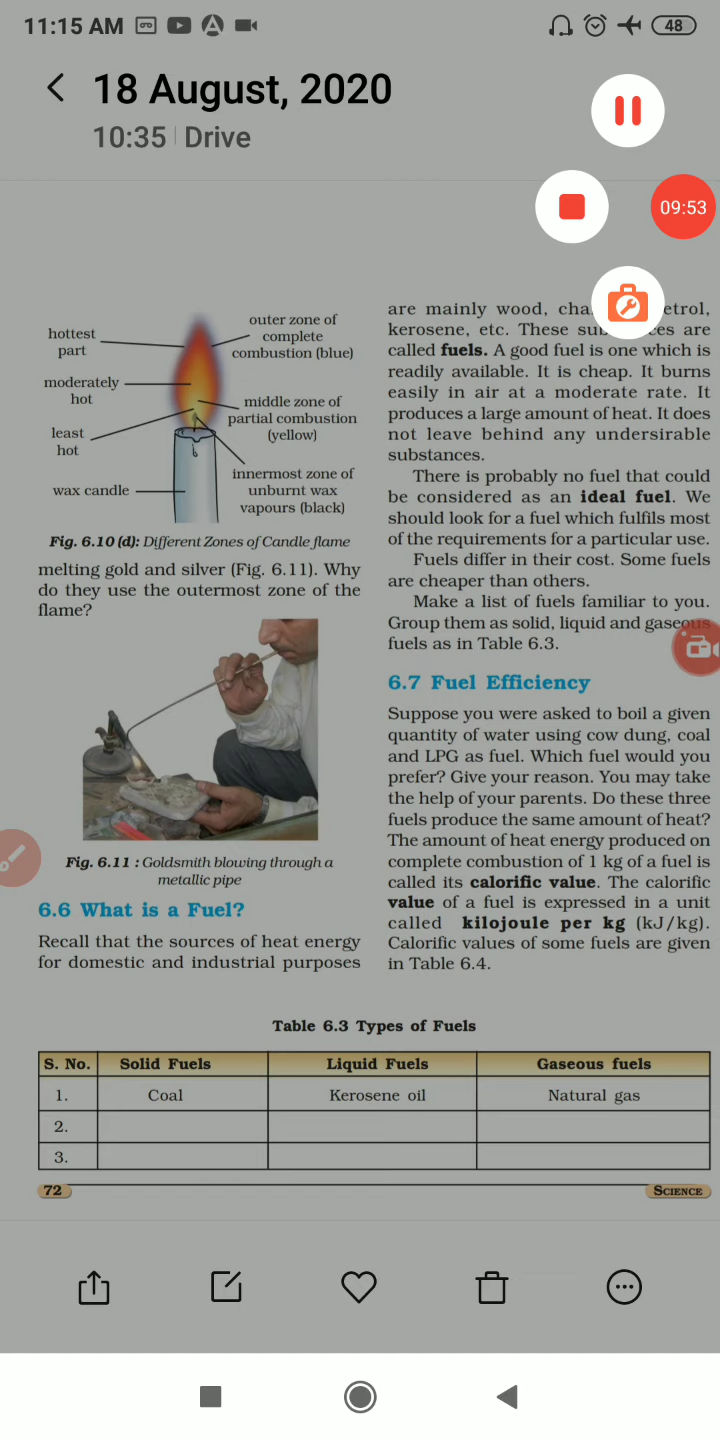 11:15 AM
48
18 August, 2020
10:35 | Drive
09:53
hottest
part
moderately
hot
least
hot
wax candle
outer zone of
complete
combustion (blue)
middle zone of
partial combustion
(yellow)
innermost zone of
unburnt wax
vapours (black)
Fig. 6.10 (d): Different Zones of Candle flame
melting gold and silver (Fig. 6.11). Why
do they use the outermost zone of the
flame?
Fig. 6.11 : Goldsmith blowing through a
metallic pipe
6.6 What is a Fuel?
Recall that the sources of heat energy
for domestic and industrial purposes
are mainly wood,
kerosene, etc. These are
called fuels. A good fuel is one which is
readily available. It is cheap. It burns
easily in air at a moderate rate. It
produces a large amount of heat. It does
not leave behind any undersirable
substances.
There is probably no fuel that could
be considered as an ideal fuel. We
should look for a fuel which fulfils most
of the requirements for a particular use.
Fuels differ in their cost. Some fuels
are cheaper than others.
Make a list of fuels familiar to you.
Group them as solid, liquid and gaseous
fuels as in Table 6.3.
6.7 Fuel Efficiency
Suppose you were asked to boil a given
quantity of water using cow dung, coal
and LPG as fuel. Which fuel would you
prefer? Give your reason. You may take
the help of your parents. Do these three
fuels produce the same amount of heat?
The amount of heat energy produced on
complete combustion of 1 kg of a fuel is
called its calorific value. The calorific
value of a fuel is expressed in a unit
called kilojoule per kg (kJ/kg).
Calorific values of some fuels are given
in Table 6.4.
Table 6.3 Types of Fuels
S. No. Solid Fuels Liquid Fuels Gaseous fuels
1. Coal Kerosene oil Natural gas
2.
3.
72
SCIENCE